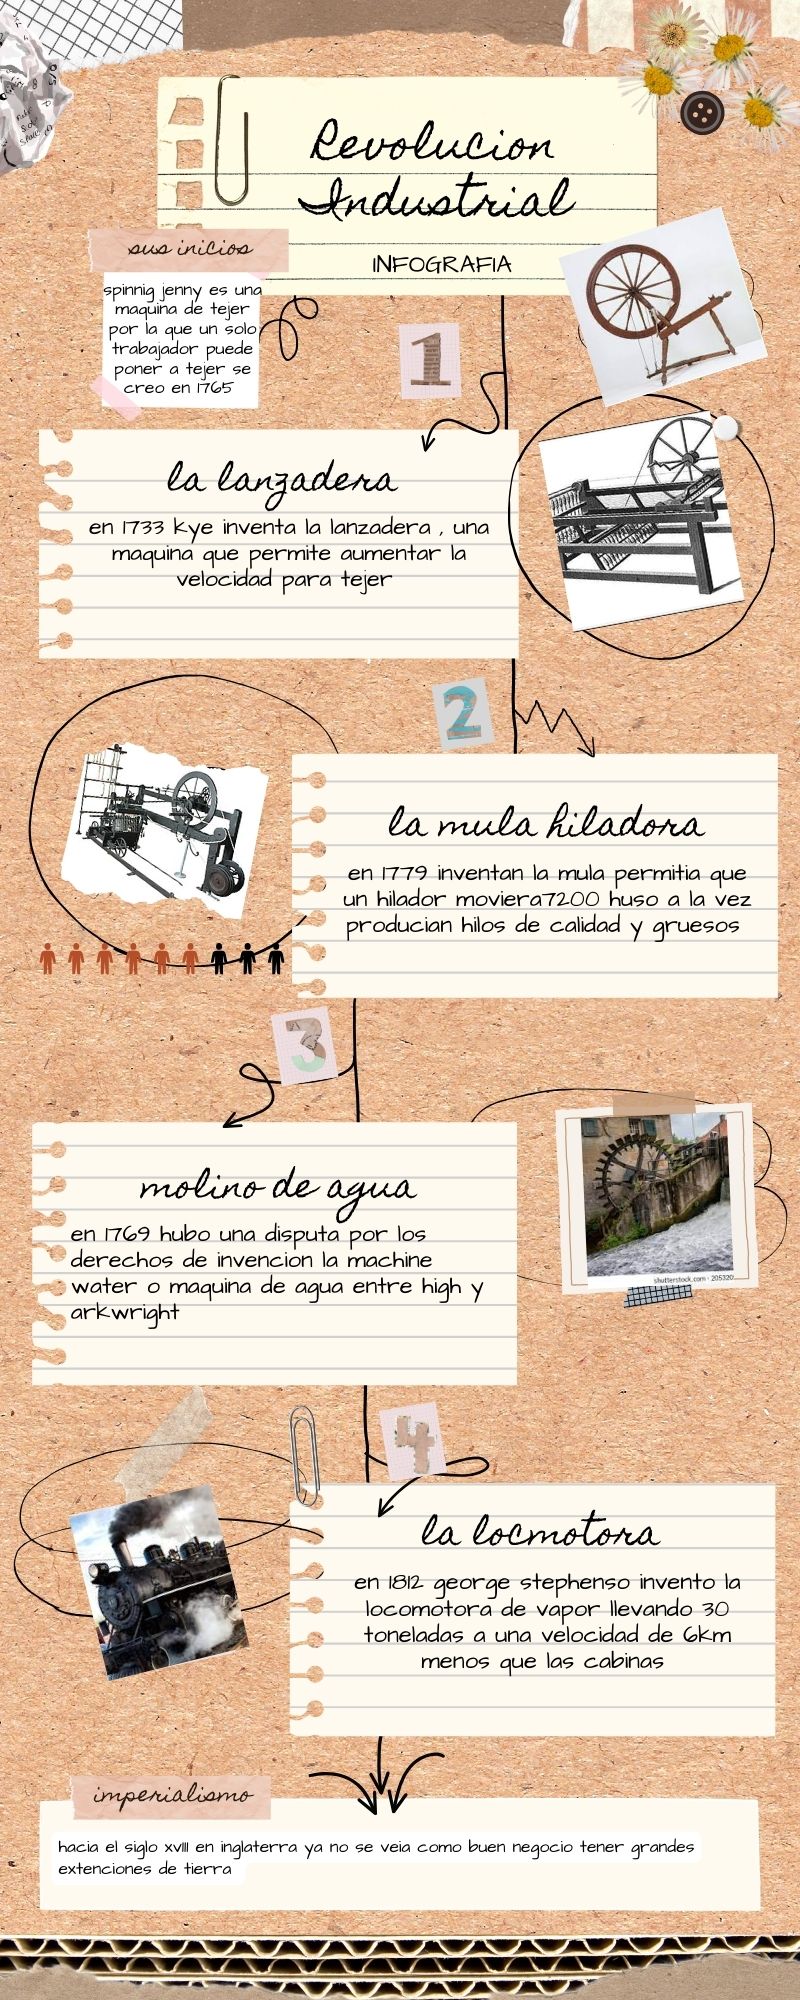 Revolucion
Industrial
INFOGRAFIA
sus inicios
spinnig jenny es una
maquina de tejer
por la que un solo
trabajador puede
poner a tejer se
creo en 1765
1
la lanzadera
en 1733 kye inventa la lanzadera , una
maquina que permite aumentar la
velocidad para tejer
2
la mula hiladora
en 1779 inventan la mula permitia que
un hilador moviera7200 huso a la vez
producian hilos de calidad y gruesos
3
molino de agua
en 1769 hubo una disputa por los
derechos de invencion la machine
water o maquina de agua entre high y
arkwright
shutterstock.com · 205320
4
la locmotora
en 1812 george stephenso invento la
locomotora de vapor llevando 30
toneladas a una velocidad de 6km
menos que las cabinas
imperialismo
hacia el siglo xviii en inglaterra ya no se veia como buen negocio tener grandes
extenciones de tierra